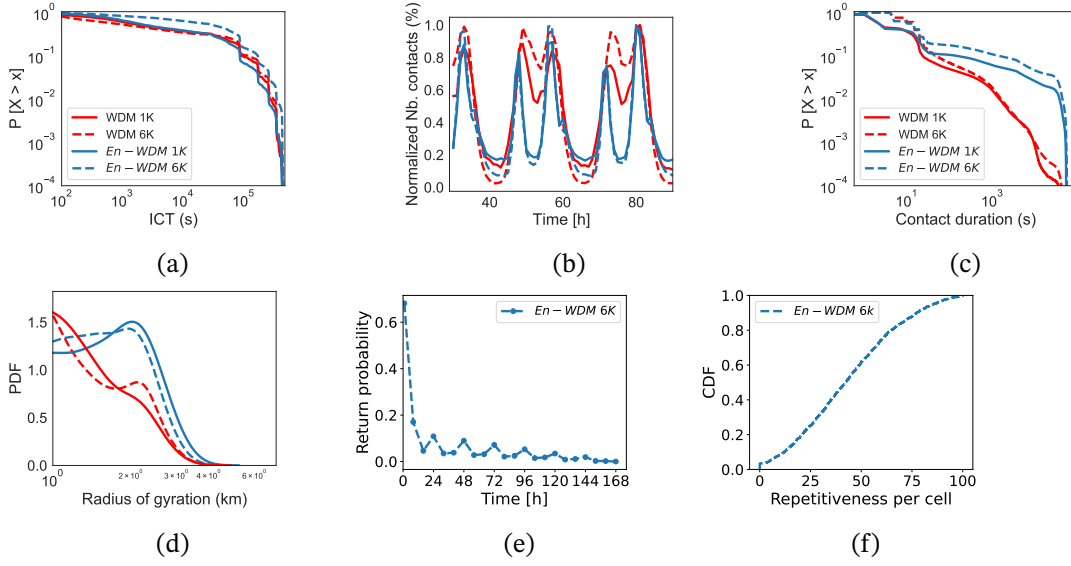 P [X > x]
10^0
10^-1
10^-2
10^-3
10^-4
WDM 1K
WDM 6K
En-WDM 1K
En-WDM 6K
10^2 10^3 10^4 10^5
ICT (s)
(a)
Normalized Nb. contacts (%)
1.0
0.8
0.6
0.4
0.2
0.0
40 60 80
Time [h]
(b)
P [X > x]
10^0
10^-1
10^-2
10^-3
10^-4
WDM 1K
WDM 6K
En-WDM 1K
En-WDM 6K
10^1 10^3
Contact duration (s)
(c)
PDF
1.5
1.0
0.5
0.0
10^0 2×10^0 3×10^0 4×10^0 6×10^0
Radius of gyration (km)
(d)
Return probability
0.6
0.4
0.2
0.0
En-WDM 6K
0 24 48 72 96 120 144 168
Time [h]
(e)
CDF
1.0
0.8
0.6
0.4
0.2
0.0
En-WDM 6k
0 25 50 75 100
Repetitiveness per cell
(f)